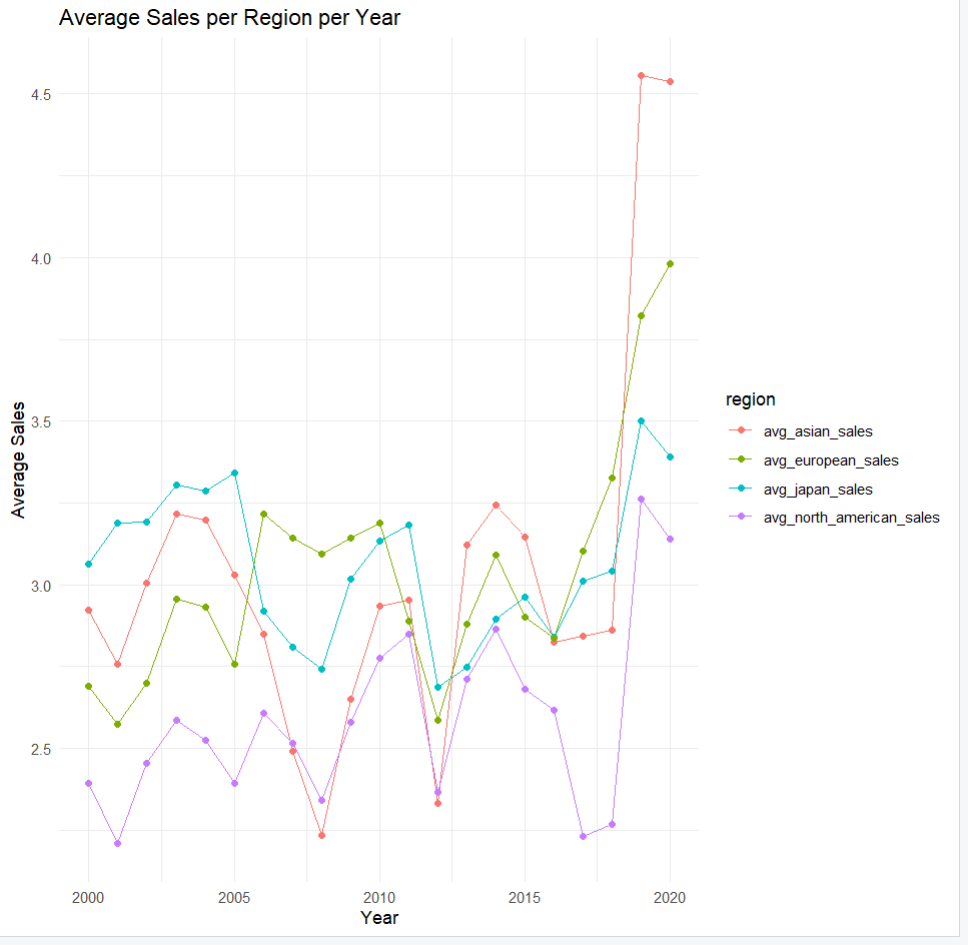 Average Sales per Region per Year
4.5
4.0
3.5
3.0
2.5
Average Sales
2000 2005 2010 2015 2020
Year
region
avg_asian_sales
avg_european_sales
avg_japan_sales
avg_north_american_sales